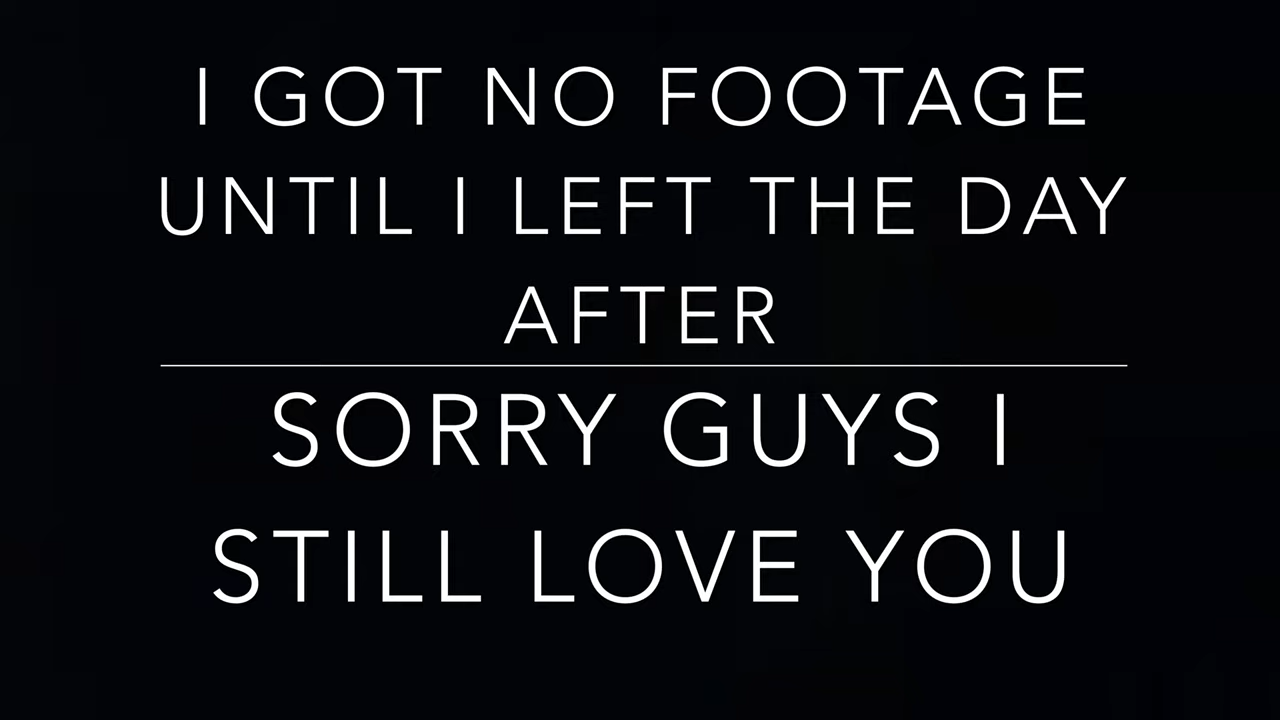 I GOT NO FOOTAGE
UNTIL I LEFT THE DAY
AFTER
SORRY GUYS I
STILL LOVE YOU